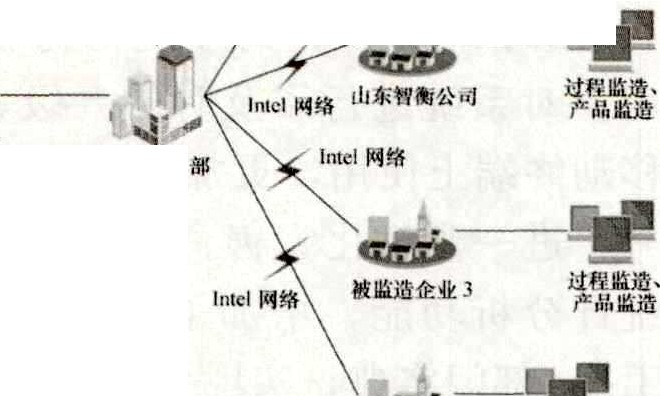 Intel 网络
山东智衡公司
过程监造、
产品监造
部
Intel 网络
Intel 网络
被监造企业 3
过程监造、
产品监造